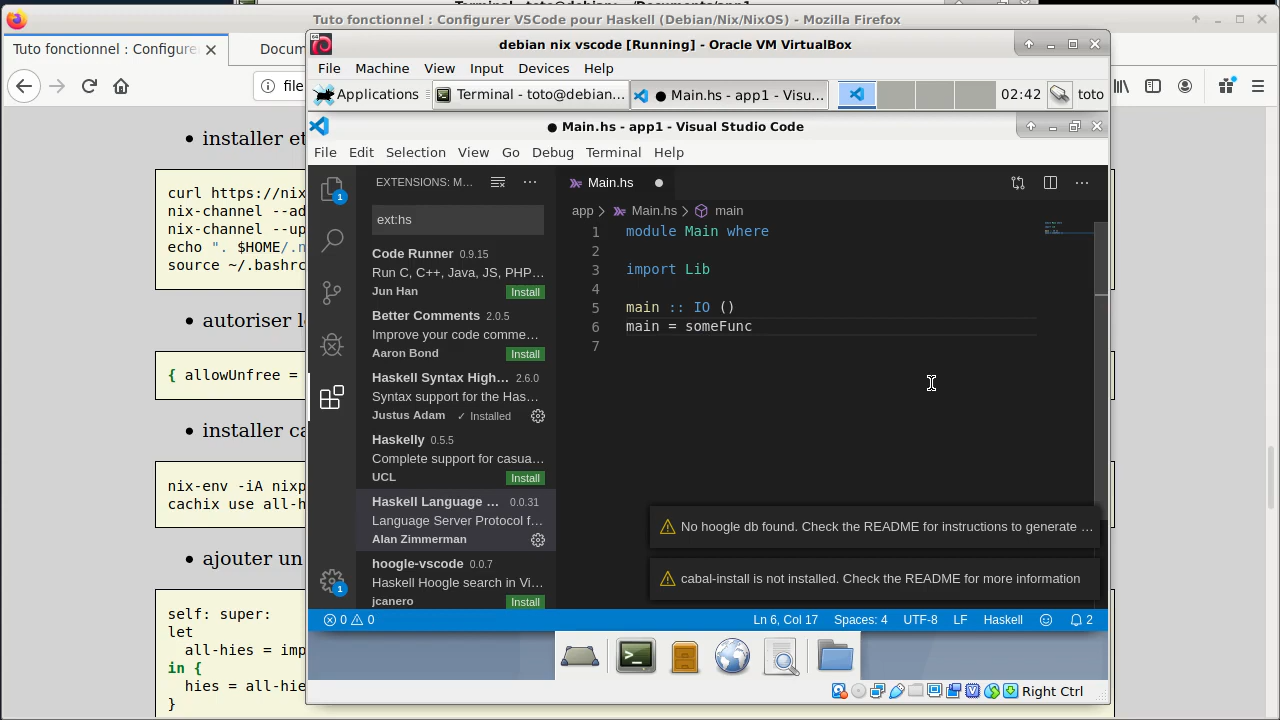 Terminal - toto@debian: ~/Documents/app1
Tuto fonctionnel : Configurer VSCode pour Haskell (Debian/Nix/NixOS) - Mozilla Firefox
Tuto fonctionnel : Configure
Docum
file
debian nix vscode [Running] - Oracle VM VirtualBox
File Machine View Input Devices Help
Applications
Terminal - toto@debian...
● Main.hs - app1 - Visu...
02:42
toto
● Main.hs - app1 - Visual Studio Code
File Edit Selection View Go Debug Terminal Help
1
EXTENSIONS: M...
ext:hs
Code Runner 0.9.15
Run C, C++, Java, JS, PHP...
Jun Han Install
Better Comments 2.0.5
Improve your code comme...
Aaron Bond Install
Haskell Syntax High... 2.6.0
Syntax support for the Has...
Justus Adam ✓ Installed
Haskelly 0.5.5
Complete support for casua...
UCL Install
Haskell Language ... 0.0.31
Language Server Protocol f...
Alan Zimmerman
hoogle-vscode 0.0.7
Haskell Hoogle search in Vi...
jcanero Install
1
Main.hs ●
app > Main.hs > main
1 module Main where
2
3 import Lib
4
5 main :: IO ()
6 main = someFunc
7
No hoogle db found. Check the README for instructions to generate ...
cabal-install is not installed. Check the README for more information
0 0
Ln 6, Col 17 Spaces: 4 UTF-8 LF Haskell 2
Right Ctrl
• installer et
curl https://nix
nix-channel --ad
nix-channel --up
echo ". $HOME/.n
source ~/.bashrc
• autoriser l
{ allowUnfree =
• installer ca
nix-env -iA nixp
cachix use all-h
• ajouter un
self: super:
let
all-hies = imp
in {
hies = all-hie
}